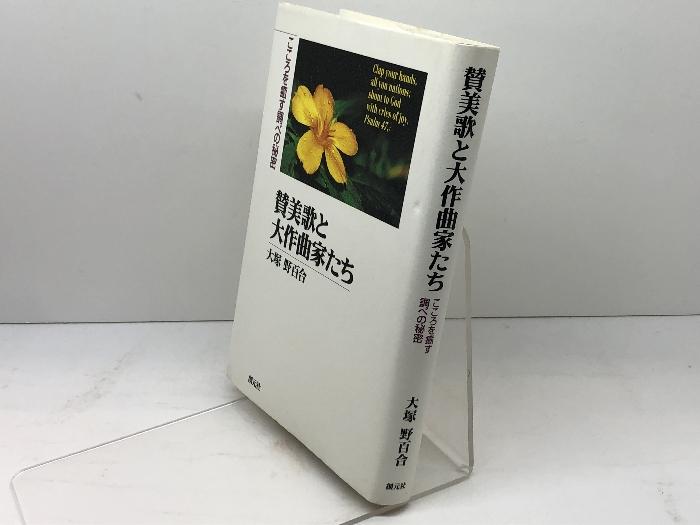 こころを癒す調べの秘密
Clap your hands,
all you nations;
shout to God
with cries of joy.
Psalm 47,1
賛美歌と
大作曲家たち
大塚 野百合
創元社
賛美歌と大作曲家たち
こころを癒す
調べの秘密
大塚 野百合
創元社